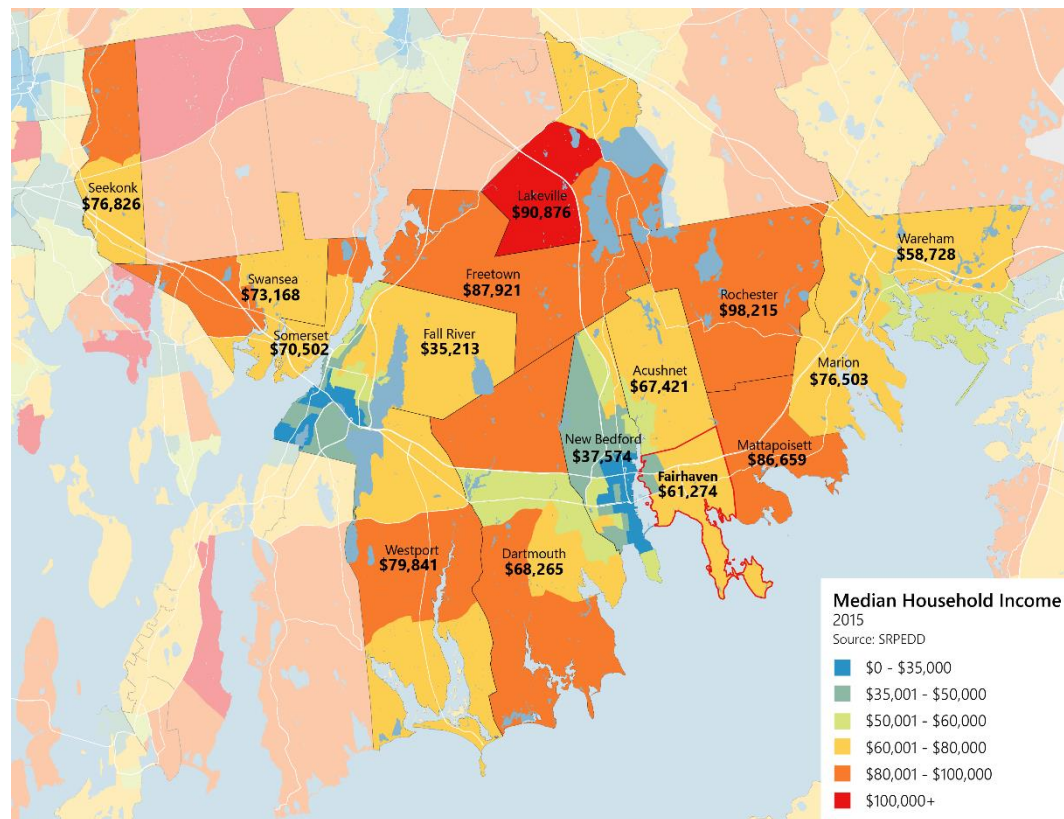 Seekonk
$76,826
Lakeville
$90,876
Wareham
$58,728
Swansea
$73,168
Freetown
$87,921
Rochester
$98,215
Somerset
$70,502
Fall River
$35,213
Acushnet
$67,421
Marion
$76,503
New Bedford
$37,574
Mattapoisett
$86,659
Fairhaven
$61,274
Westport
$79,841
Dartmouth
$68,265
Median Household Income
2015
Source: SRPEDD
$0 - $35,000
$35,001 - $50,000
$50,001 - $60,000
$60,001 - $80,000
$80,001 - $100,000
$100,000+